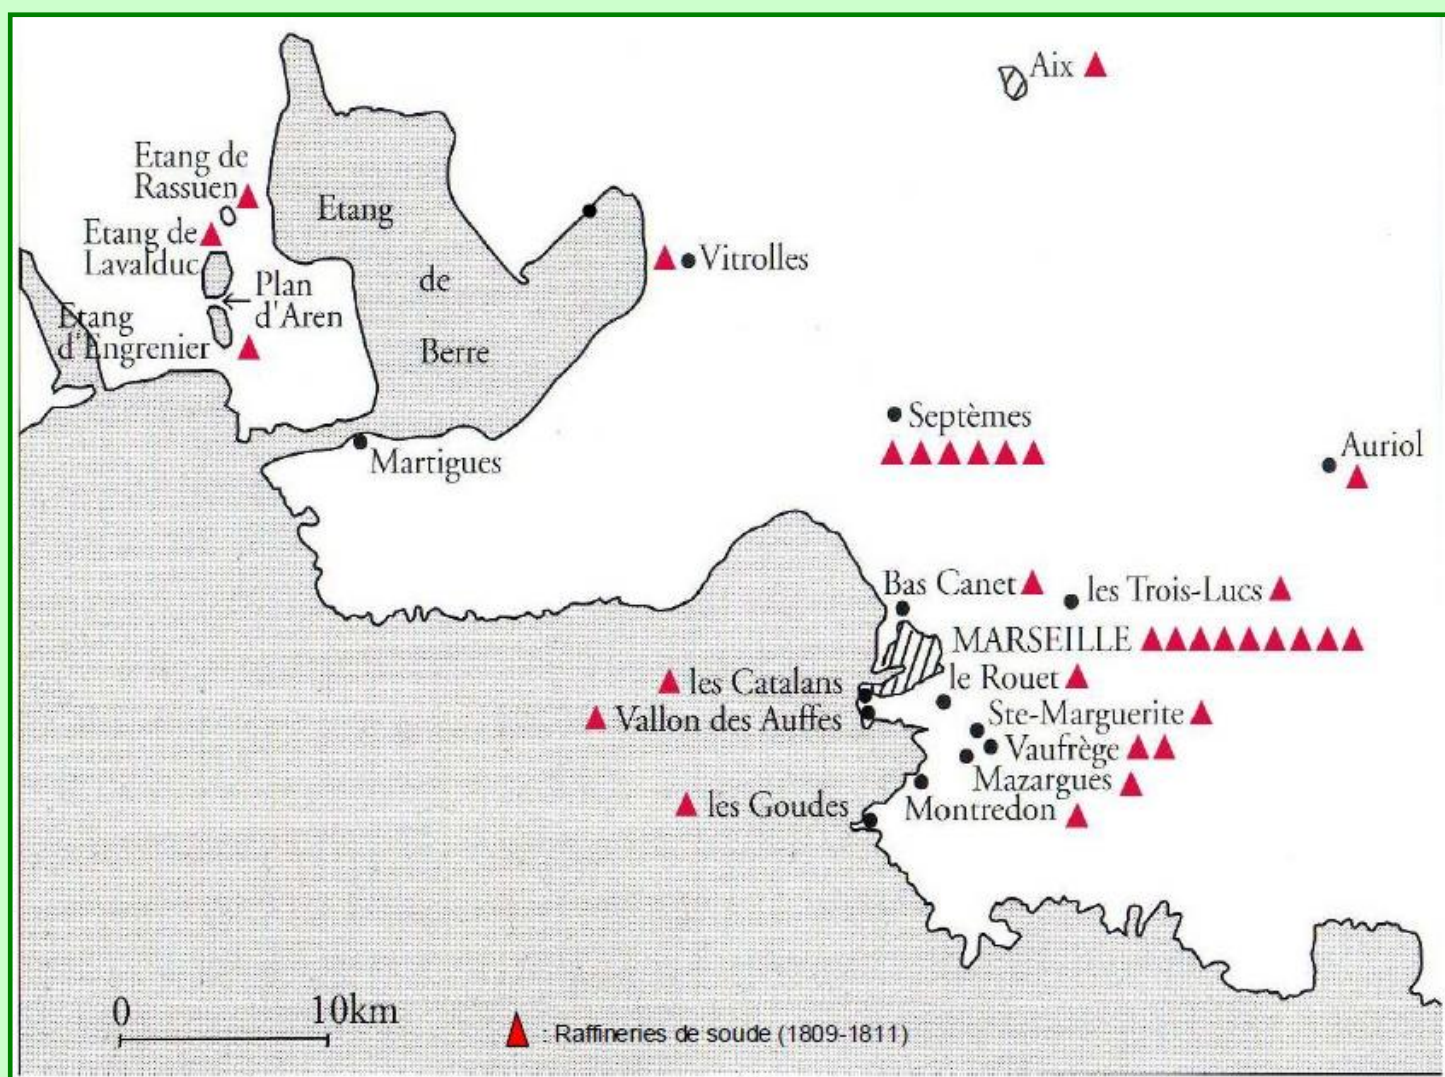 Aix
Etang de
Rassuen
Etang de
Lavalduc
Plan
d'Aren
Etang
d'Engrenier
Etang
de
Berre
Vitrolles
Martigues
Septèmes
Auriol
Bas Canet
les Trois-Lucs
MARSEILLE
le Rouet
les Catalans
Ste-Marguerite
Vallon des Auffes
Vaufrège
Mazargues
les Goudes
Montredon
0
10km
: Raffineries de soude (1809-1811)